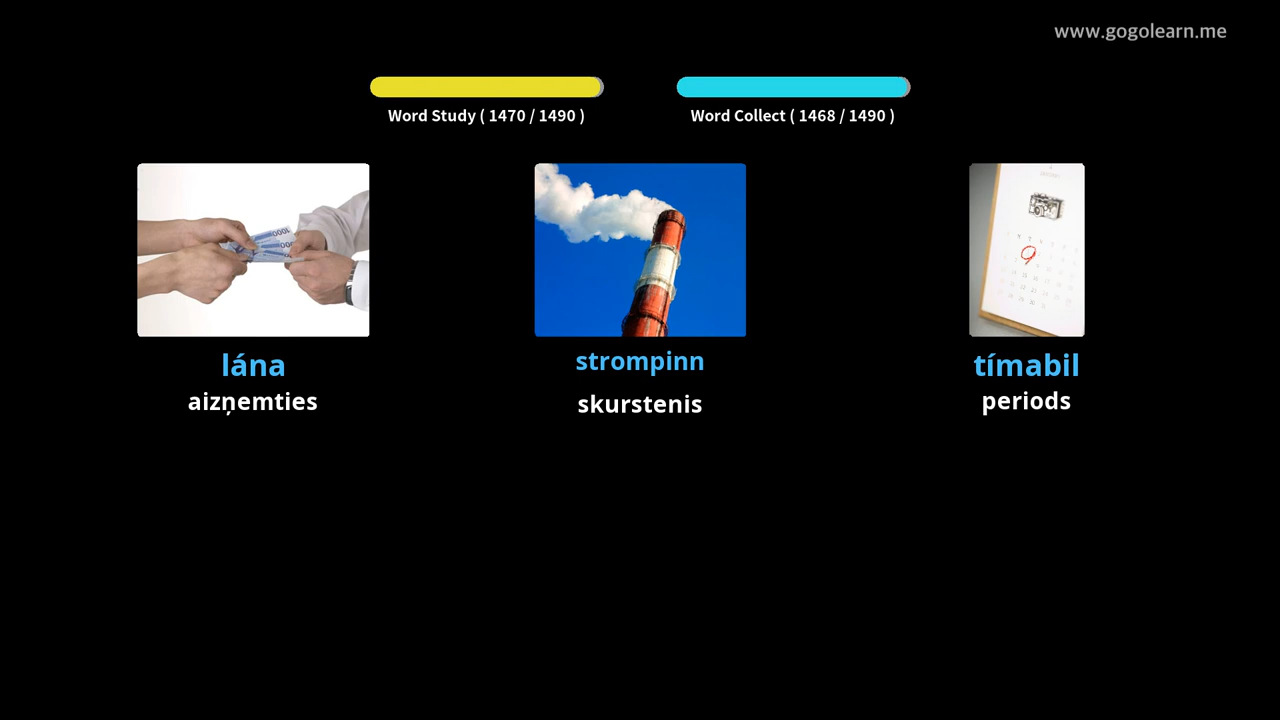 www.gogolearn.me
Word Study ( 1470 / 1490 )
Word Collect ( 1468 / 1490 )
lána
strompinn
tímabil
aizņemties
skurstenis
periods